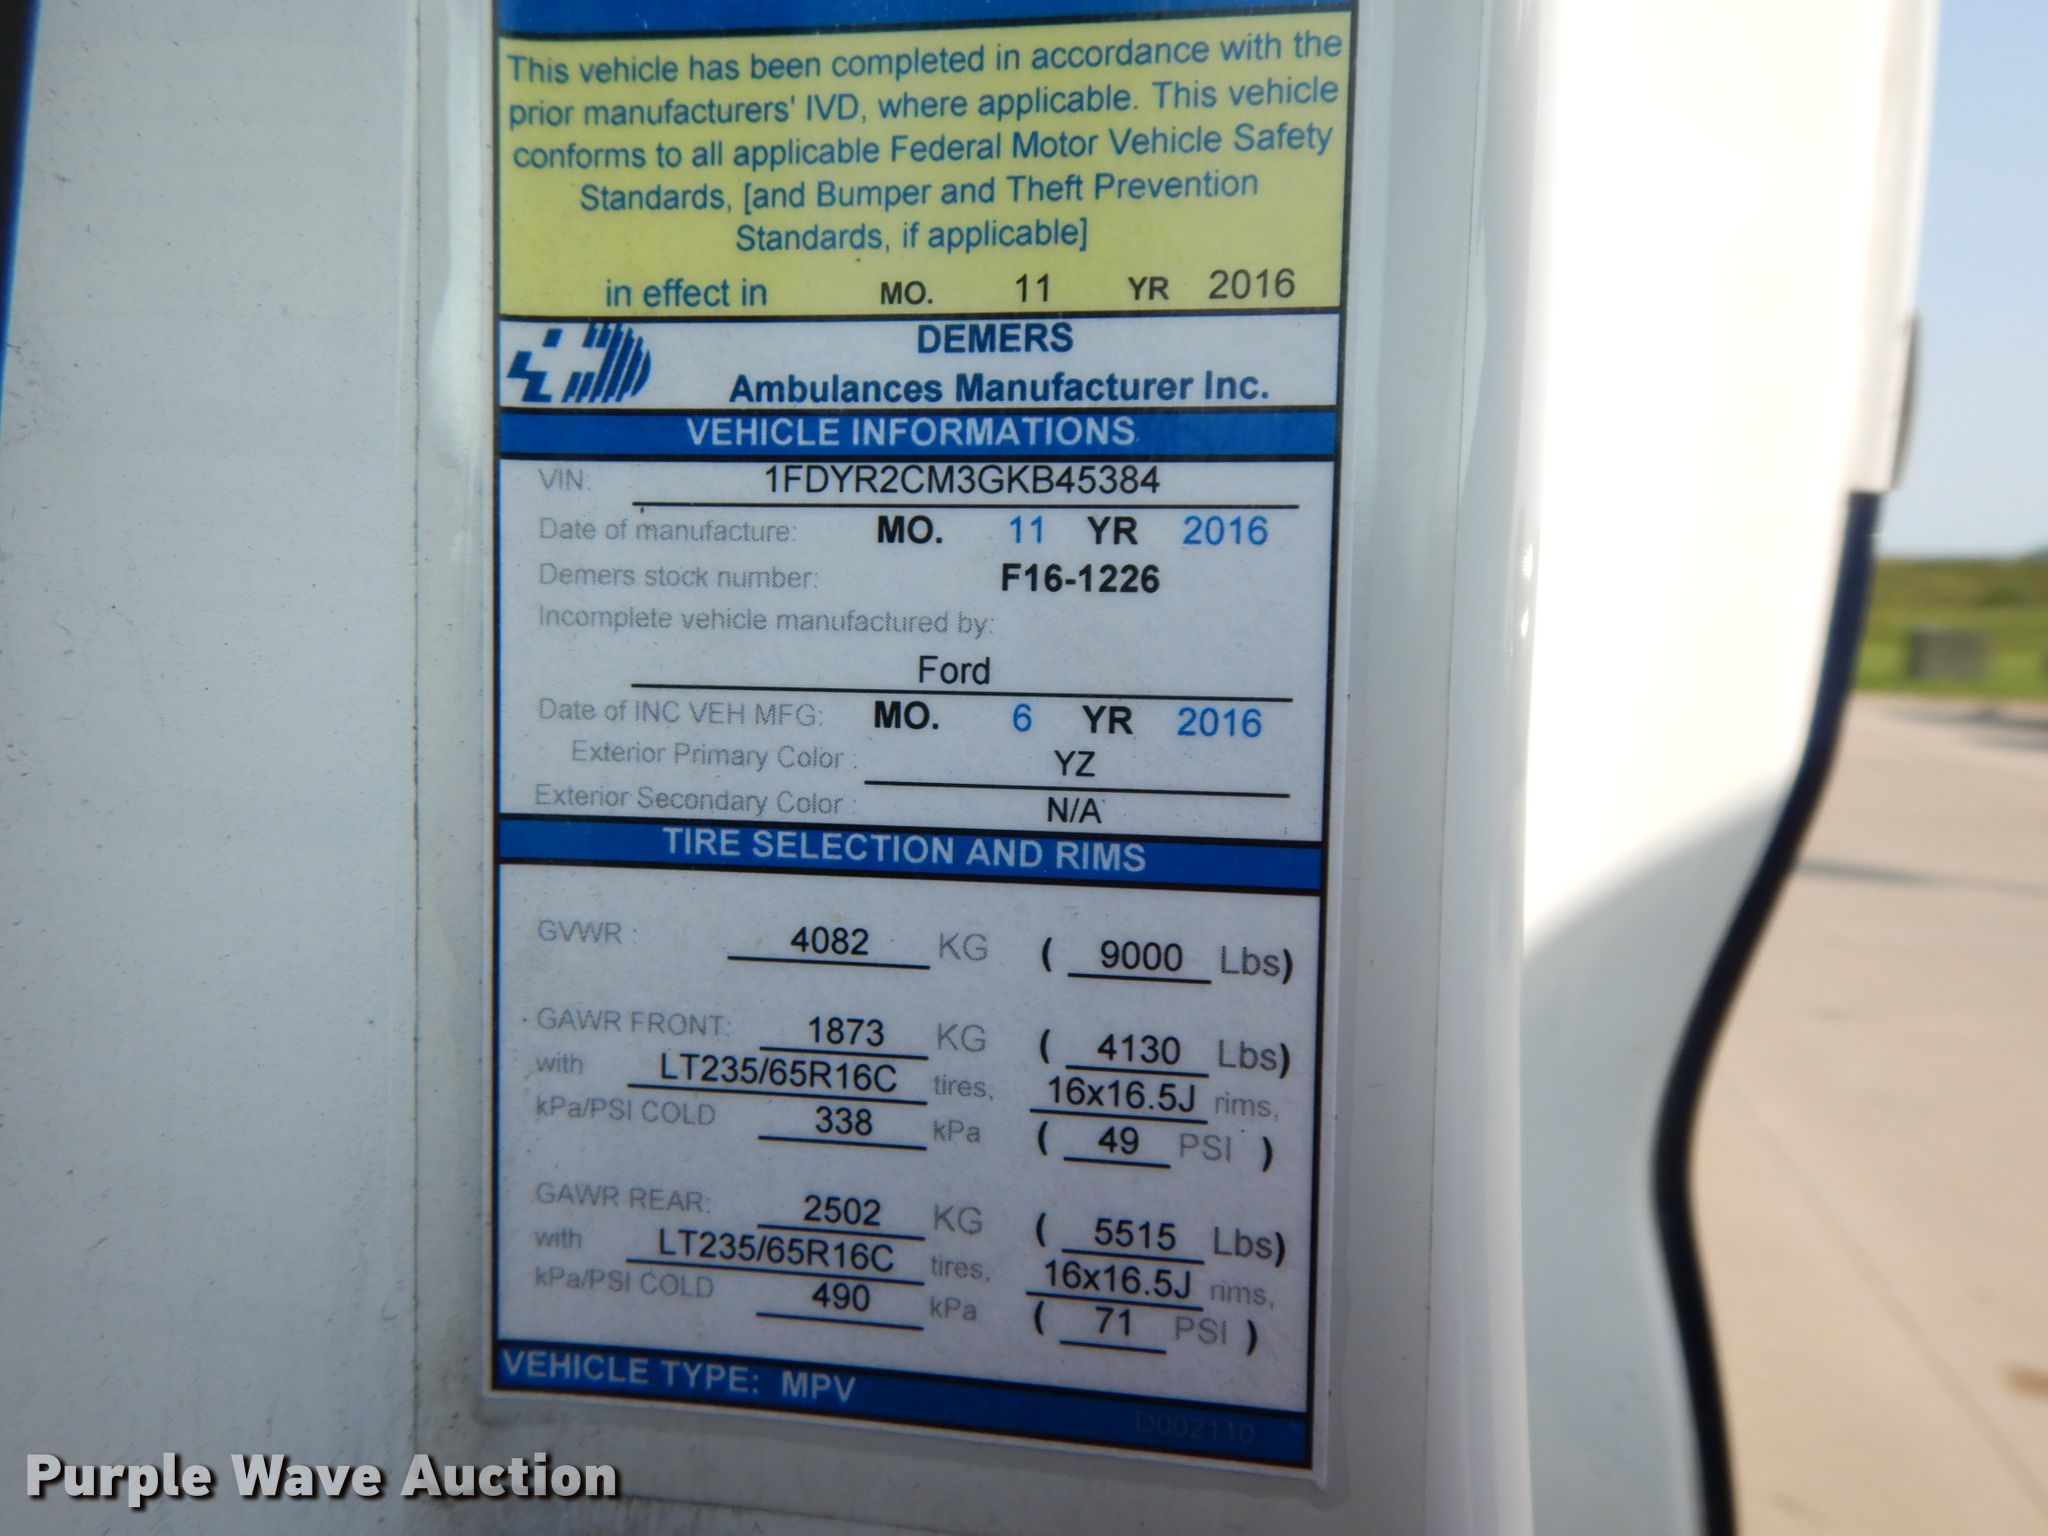 This vehicle has been completed in accordance with the
prior manufacturers' IVD, where applicable. This vehicle
conforms to all applicable Federal Motor Vehicle Safety
Standards, [and Bumper and Theft Prevention
Standards, if applicable]
in effect in MO. 11 YR 2016
DEMERS
Ambulances Manufacturer Inc.
VEHICLE INFORMATIONS
VIN: 1FDYR2CM3GKB45384
Date of manufacture: MO. 11 YR 2016
Demers stock number: F16-1226
Incomplete vehicle manufactured by:
Ford
Date of INC VEH MFG: MO. 6 YR 2016
Exterior Primary Color : YZ
Exterior Secondary Color : N/A
TIRE SELECTION AND RIMS
GVWR : 4082 KG ( 9000 Lbs)
GAWR FRONT: 1873 KG ( 4130 Lbs)
with LT235/65R16C tires, 16x16.5J rims,
kPa/PSI COLD 338 kPa ( 49 PSI )
GAWR REAR: 2502 KG ( 5515 Lbs)
with LT235/65R16C tires, 16x16.5J rims,
kPa/PSI COLD 490 kPa ( 71 PSI )
VEHICLE TYPE: MPV
D002110
Purple Wave Auction